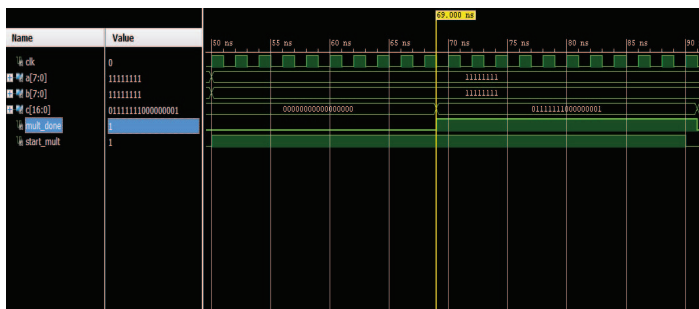 69.000 ns
Name Value
50 ns 55 ns 60 ns 65 ns 70 ns 75 ns 80 ns 85 ns 90
clk 0
a[7:0] 11111111 11111111
b[7:0] 11111111 11111111
c[16:0] 01111111000000001 00000000000000000 01111111000000001
mult_done 1
start_mult 1